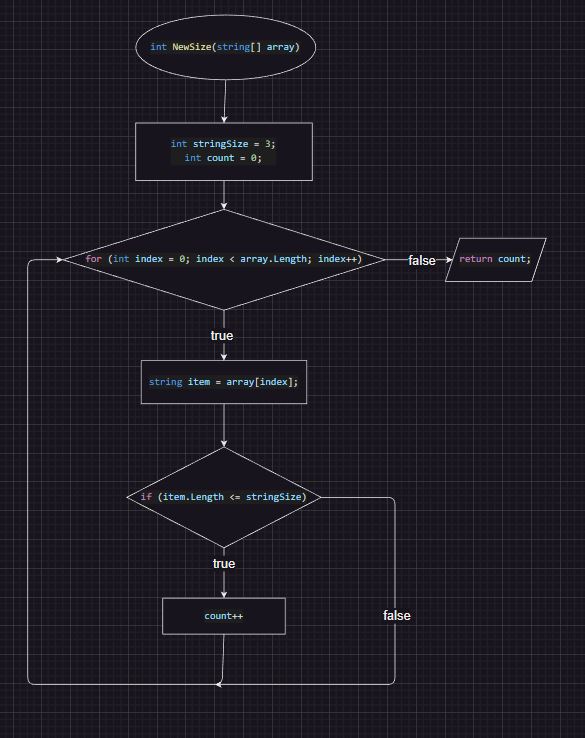 int NewSize(string[] array)
int stringSize = 3;
int count = 0;
for (int index = 0; index < array.Length; index++)
false
return count;
true
string item = array[index];
if (item.Length <= stringSize)
true
count++
false